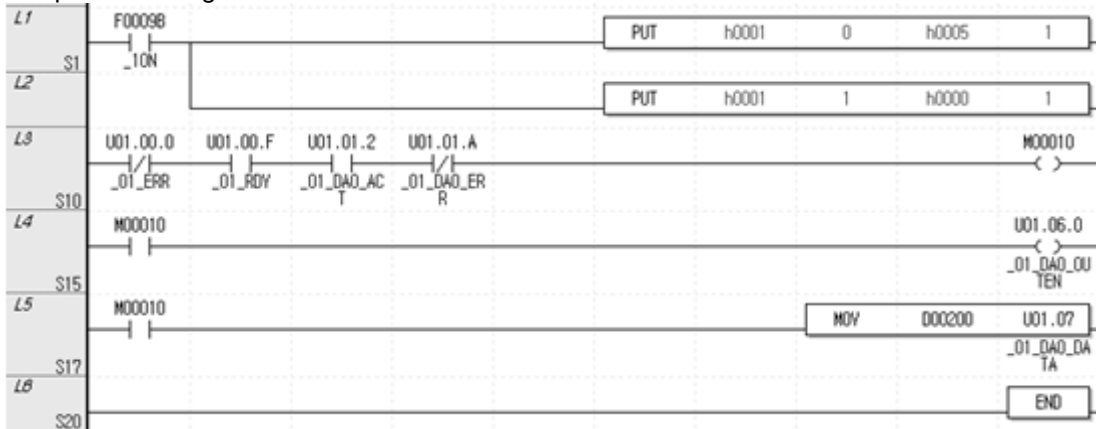 L1 F0009B PUT h0001 0 h0005 1
S1 _1ON
L2 PUT h0001 1 h0000 1
L3 U01.00.0 U01.00.F U01.01.2 U01.01.A M00010
_01_ERR _01_RDY _01_DA0_AC _01_DA0_ER
T R
S10
L4 M00010 U01.06.0
_01_DA0_OU
TEN
S15
L5 M00010 MOV D00200 U01.07
_01_DA0_DA
TA
S17
L6 END
S20